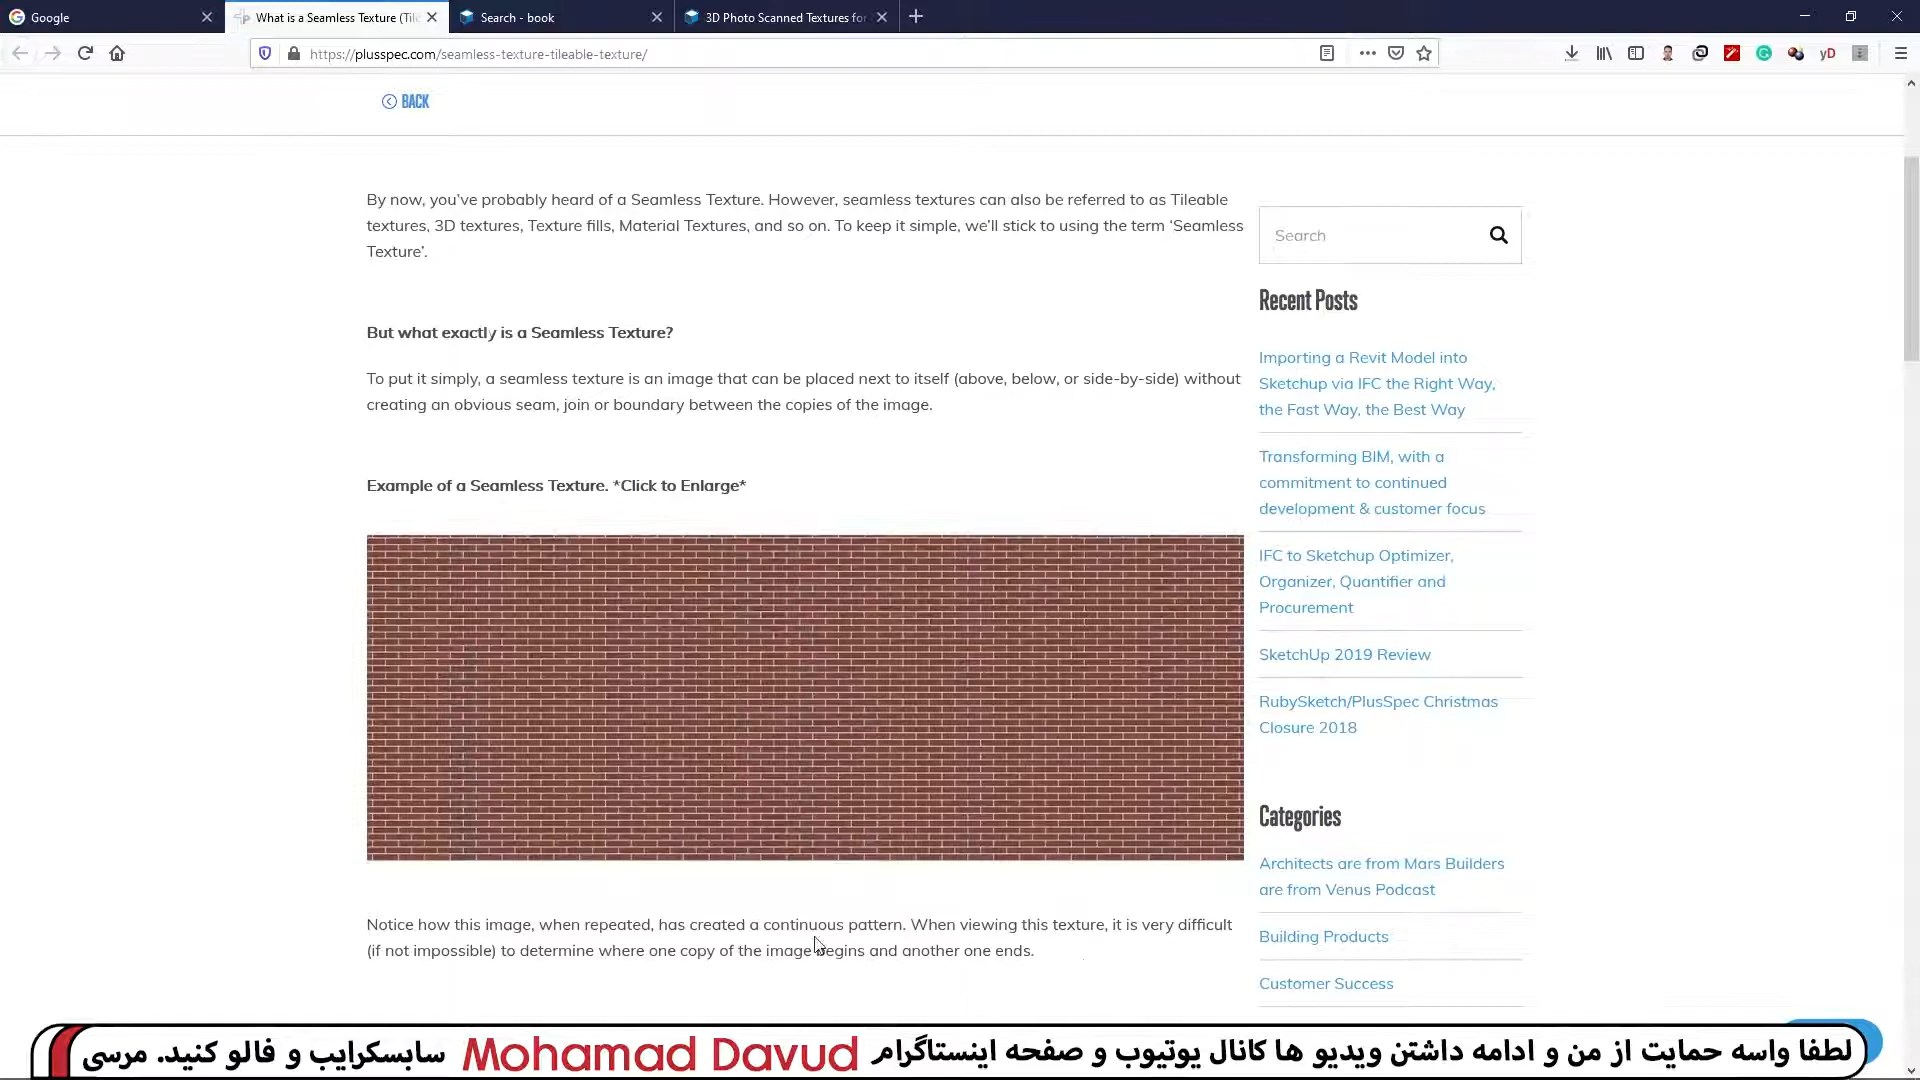 Google
What is a Seamless Texture (Til
Search - book
3D Photo Scanned Textures for
https://plusspec.com/seamless-texture-tileable-texture/
yD
BACK
By now, you’ve probably heard of a Seamless Texture. However, seamless textures can also be referred to as Tileable
textures, 3D textures, Texture fills, Material Textures, and so on. To keep it simple, we’ll stick to using the term ‘Seamless
Texture’.
But what exactly is a Seamless Texture?
To put it simply, a seamless texture is an image that can be placed next to itself (above, below, or side-by-side) without
creating an obvious seam, join or boundary between the copies of the image.
Example of a Seamless Texture. *Click to Enlarge*
Notice how this image, when repeated, has created a continuous pattern. When viewing this texture, it is very difficult
(if not impossible) to determine where one copy of the image begins and another one ends.
Search
Recent Posts
Importing a Revit Model into
Sketchup via IFC the Right Way,
the Fast Way, the Best Way
Transforming BIM, with a
commitment to continued
development & customer focus
IFC to Sketchup Optimizer,
Organizer, Quantifier and
Procurement
SketchUp 2019 Review
RubySketch/PlusSpec Christmas
Closure 2018
Categories
Architects are from Mars Builders
are from Venus Podcast
Building Products
Customer Success
لطفا واسه حمایت از من و ادامه داشتن ویدیو ها کانال یوتیوب و صفحه اینستاگرام Mohamad Davud سابسکرایب و فالو کنید. مرسی